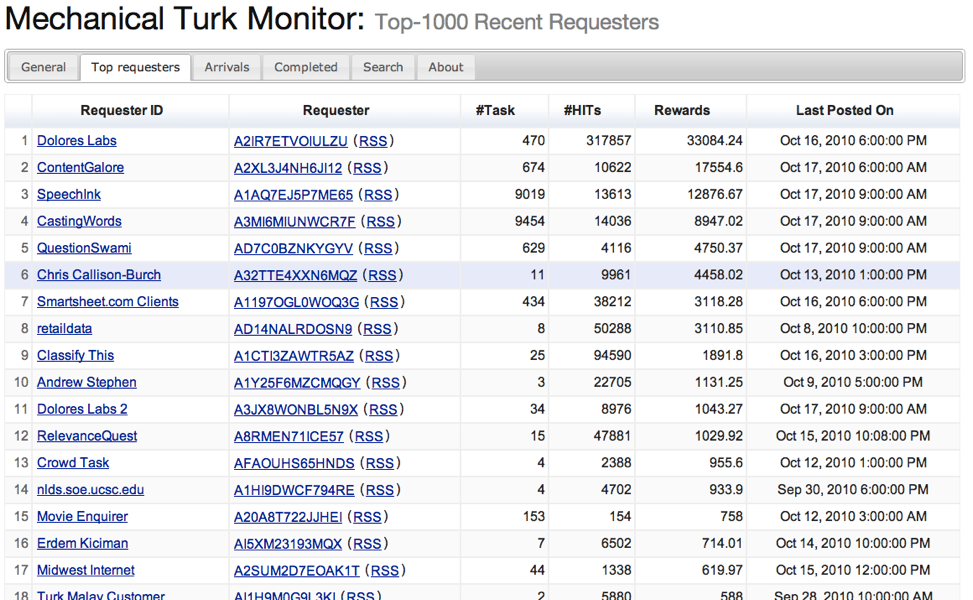 Mechanical Turk Monitor: Top-1000 Recent Requesters
General Top requesters Arrivals Completed Search About
Requester ID Requester #Task #HITs Rewards Last Posted On
1 Dolores Labs A2IR7ETVOIULZU (RSS) 470 317857 33084.24 Oct 16, 2010 6:00:00 PM
2 ContentGalore A2XL3J4NH6JI12 (RSS) 674 10622 17554.6 Oct 17, 2010 6:00:00 AM
3 SpeechInk A1AQ7EJ5P7ME65 (RSS) 9019 13613 12876.67 Oct 17, 2010 9:00:00 AM
4 CastingWords A3MI6MIUNWCR7F (RSS) 9454 14036 8947.02 Oct 17, 2010 9:00:00 AM
5 QuestionSwami AD7C0BZNKYGYV (RSS) 629 4116 4750.37 Oct 17, 2010 9:00:00 AM
6 Chris Callison-Burch A32TTE4XXN6MQZ (RSS) 11 9961 4458.02 Oct 13, 2010 1:00:00 PM
7 Smartsheet.com Clients A1197OGL0WOQ3G (RSS) 434 38212 3118.28 Oct 16, 2010 6:00:00 PM
8 retaildata AD14NALRDOSN9 (RSS) 8 50288 3110.85 Oct 8, 2010 10:00:00 PM
9 Classify This A1CTI3ZAWTR5AZ (RSS) 25 94590 1891.8 Oct 16, 2010 3:00:00 PM
10 Andrew Stephen A1Y25F6MZCMQGY (RSS) 3 22705 1131.25 Oct 9, 2010 5:00:00 PM
11 Dolores Labs 2 A3JX8WONBL5N9X (RSS) 34 8976 1043.27 Oct 17, 2010 9:00:00 AM
12 RelevanceQuest A8RMEN71ICE57 (RSS) 15 47881 1029.92 Oct 15, 2010 10:08:00 PM
13 Crowd Task AFAOUHS65HNDS (RSS) 4 2388 955.6 Oct 12, 2010 1:00:00 PM
14 nlds.soe.ucsc.edu A1HI9DWCF794RE (RSS) 4 4702 933.9 Sep 30, 2010 6:00:00 PM
15 Movie Enquirer A20A8T722JJHEI (RSS) 153 154 758 Oct 12, 2010 3:00:00 AM
16 Erdem Kiciman AI5XM23193MQX (RSS) 7 6502 714.01 Oct 14, 2010 10:00:00 PM
17 Midwest Internet A2SUM2D7EOAK1T (RSS) 44 1338 619.97 Oct 15, 2010 12:00:00 PM
18 Turk Malay Customer AI1H9M0G9L3KI (RSS) 2 5880 588 Sep 28, 2010 10:00:00 AM